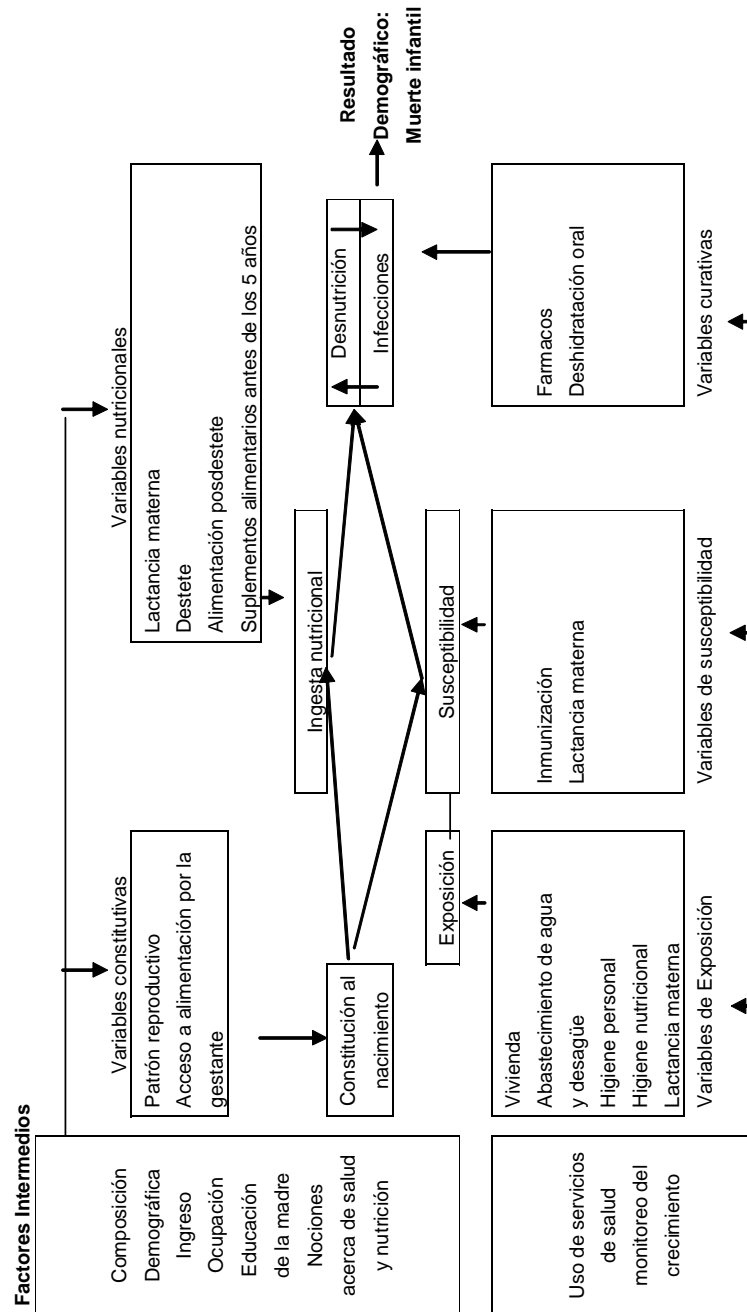 Factores Intermedios
Composición
Demográfica
Ingreso
Ocupación
Educación
de la madre
Nociones
acerca de salud
y nutrición
Uso de servicios
de salud
monitoreo del
crecimiento
Variables constitutivas
Patrón reproductivo
Acceso a alimentación por la
gestante
Constitución al
nacimiento
Exposición
Vivienda
Abastecimiento de agua
y desagüe
Higiene personal
Higiene nutricional
Lactancia materna
Variables de Exposición
Variables nutricionales
Lactancia materna
Destete
Alimentación posdestete
Suplementos alimentarios antes de los 5 años
Ingesta nutricional
Susceptibilidad
Inmunización
Lactancia materna
Variables de susceptibilidad
Desnutrición
Infecciones
Farmacos
Deshidratación oral
Variables curativas
Resultado
Demográfico:
Muerte infantil